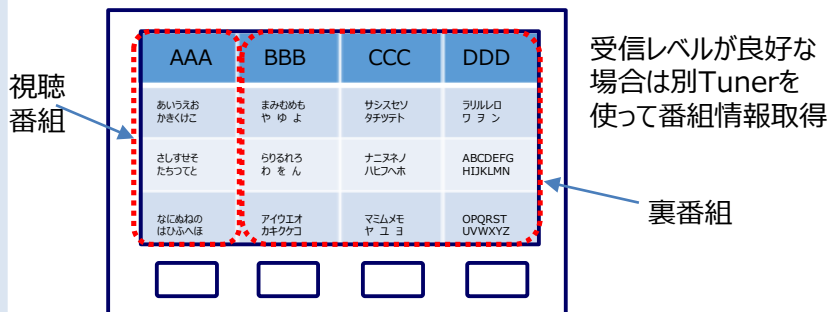 AAA BBB CCC DDD
あいうえお
かきくけこ
まみむめも
や ゆ よ
サシスセソ
タチツテト
ラリルレロ
ワ ヲ ン
さしすせそ
たちつてと
らりるれろ
わ を ん
ナニヌネノ
ハヒフヘホ
ABCDEFG
HIJKLMN
なにぬねの
はひふへほ
アイウエオ
カキクケコ
マミムメモ
ヤ ユ ヨ
OPQRST
UVWXYZ
視聴
番組
受信レベルが良好な
場合は別Tunerを
使って番組情報取得
裏番組